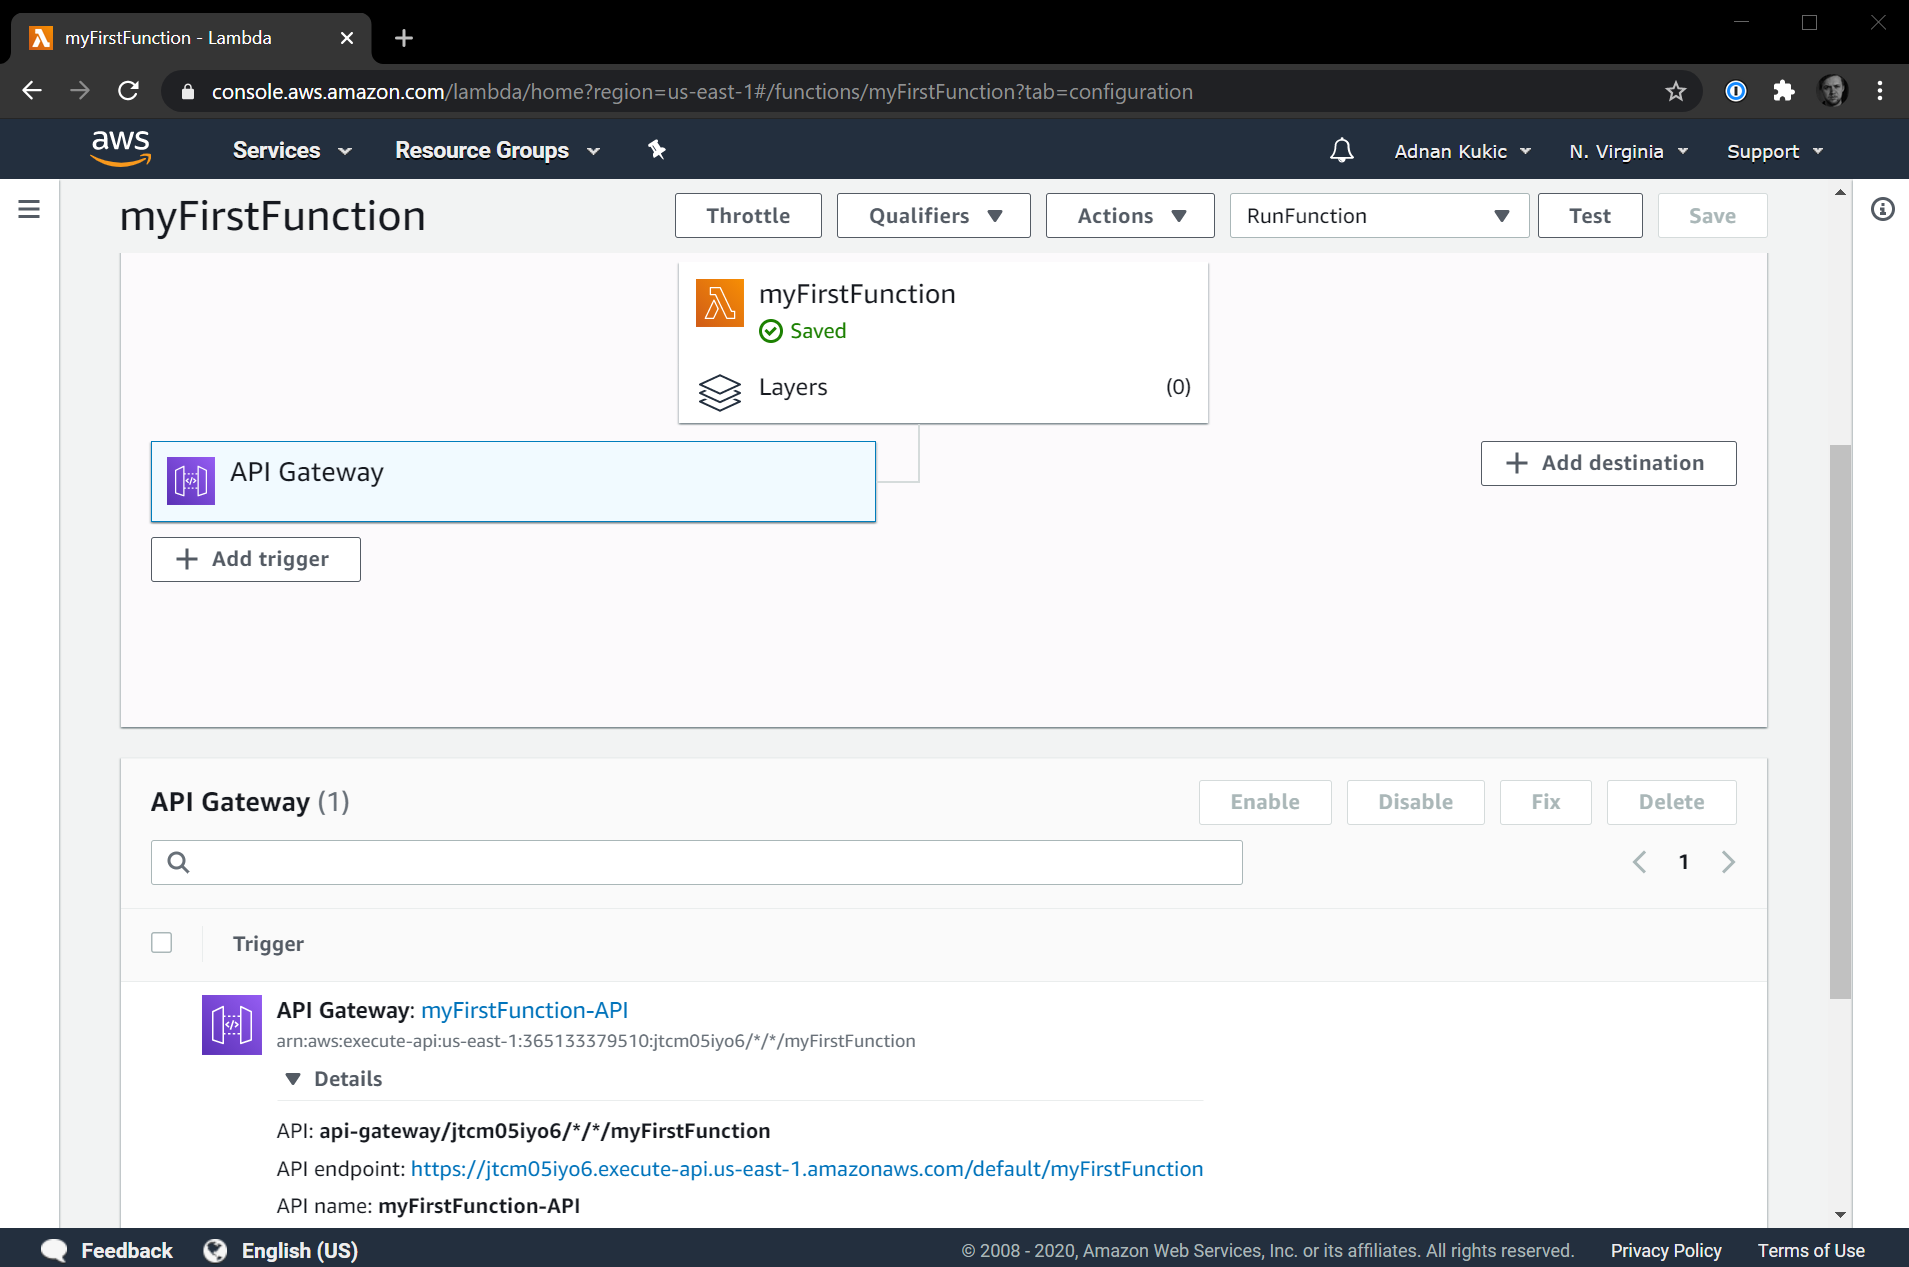 myFirstFunction - Lambda
console.aws.amazon.com/lambda/home?region=us-east-1#/functions/myFirstFunction?tab=configuration
aws Services Resource Groups Adnan Kukic N. Virginia Support
myFirstFunction Throttle Qualifiers Actions RunFunction Test Save
myFirstFunction
Saved
Layers (0)
API Gateway
Add destination
Add trigger
API Gateway (1) Enable Disable Fix Delete
1
Trigger
API Gateway: myFirstFunction-API
arn:aws:execute-api:us-east-1:365133379510:jtcm05iyo6/*/*/myFirstFunction
Details
API: api-gateway/jtcm05iyo6/*/*/myFirstFunction
API endpoint: https://jtcm05iyo6.execute-api.us-east-1.amazonaws.com/default/myFirstFunction
API name: myFirstFunction-API
Feedback English (US) © 2008 - 2020, Amazon Web Services, Inc. or its affiliates. All rights reserved. Privacy Policy Terms of Use